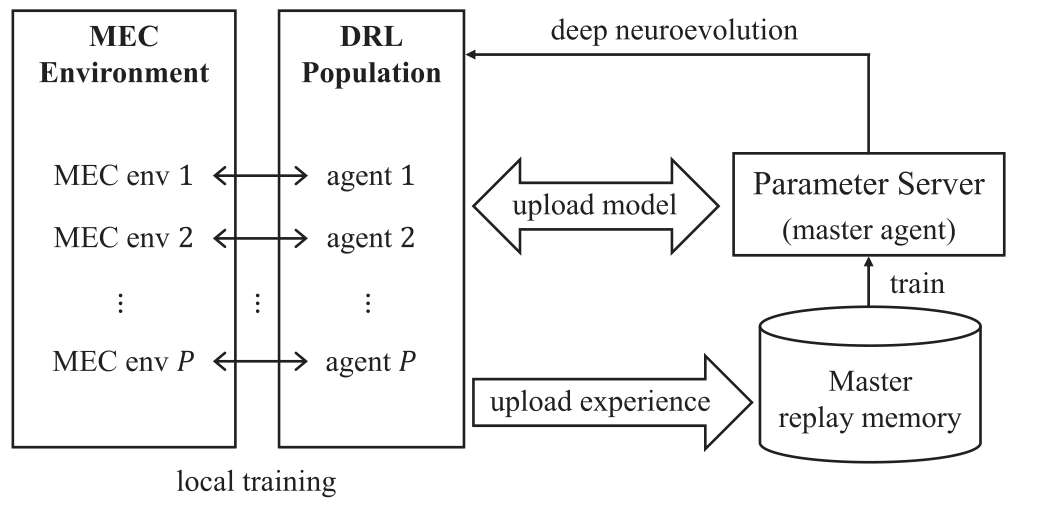 MEC
Environment
MEC env 1
MEC env 2
⋮
MEC env P
⋮
DRL
Population
agent 1
agent 2
⋮
agent P
local training
deep neuroevolution
upload model
upload experience
Parameter Server
(master agent)
train
Master
replay memory